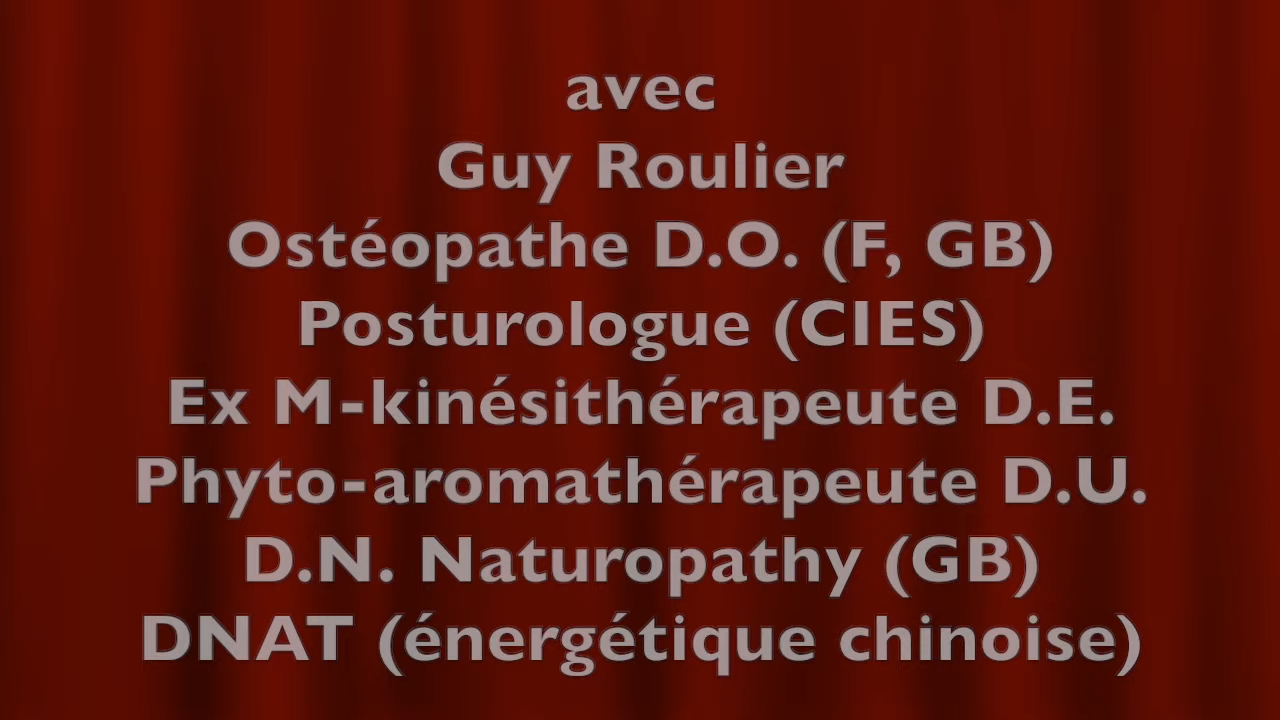 avec
Guy Roulier
Ostéopathe D.O. (F, GB)
Posturologue (CIES)
Ex M-kinésithérapeute D.E.
Phyto-aromathérapeute D.U.
D.N. Naturopathy (GB)
DNAT (énergétique chinoise)